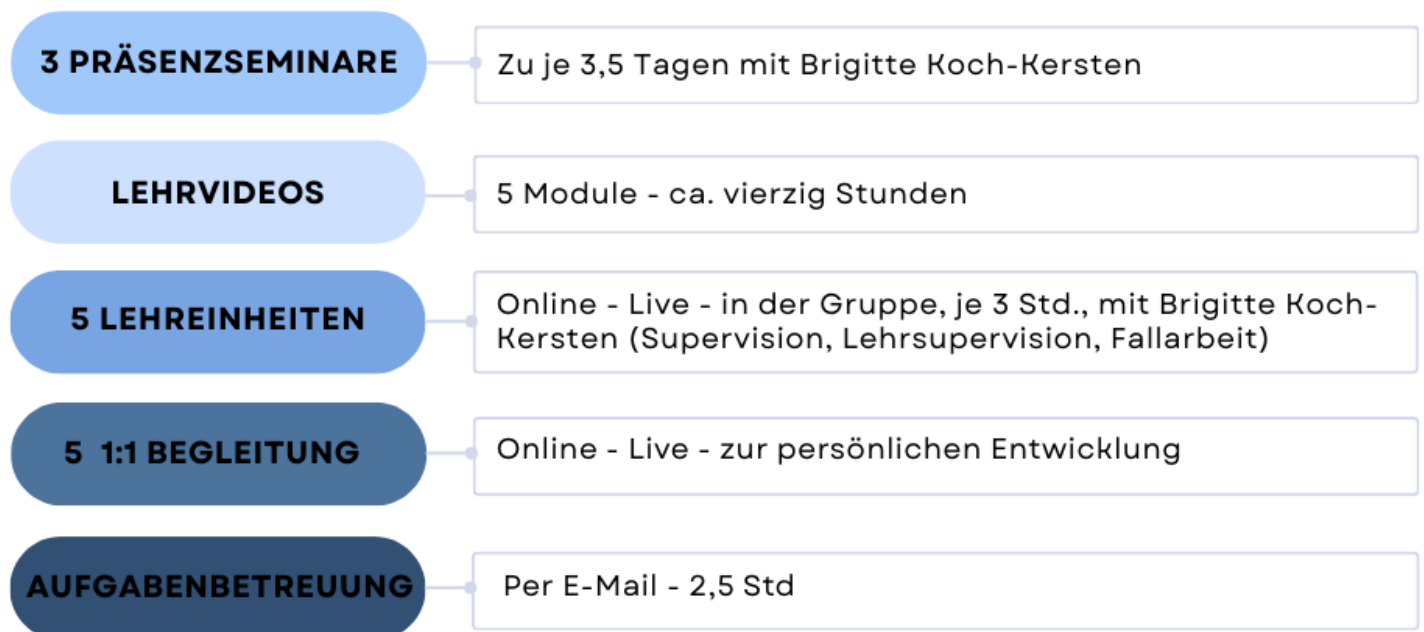 3 PRÄSENZSEMINARE
Zu je 3,5 Tagen mit Brigitte Koch-Kersten
LEHRVIDEOS
5 Module - ca. vierzig Stunden
5 LEHREINHEITEN
Online - Live - in der Gruppe, je 3 Std., mit Brigitte Koch-
Kersten (Supervision, Lehrsupervision, Fallarbeit)
5 1:1 BEGLEITUNG
Online - Live - zur persönlichen Entwicklung
AUFGABENBETREUUNG
Per E-Mail - 2,5 Std